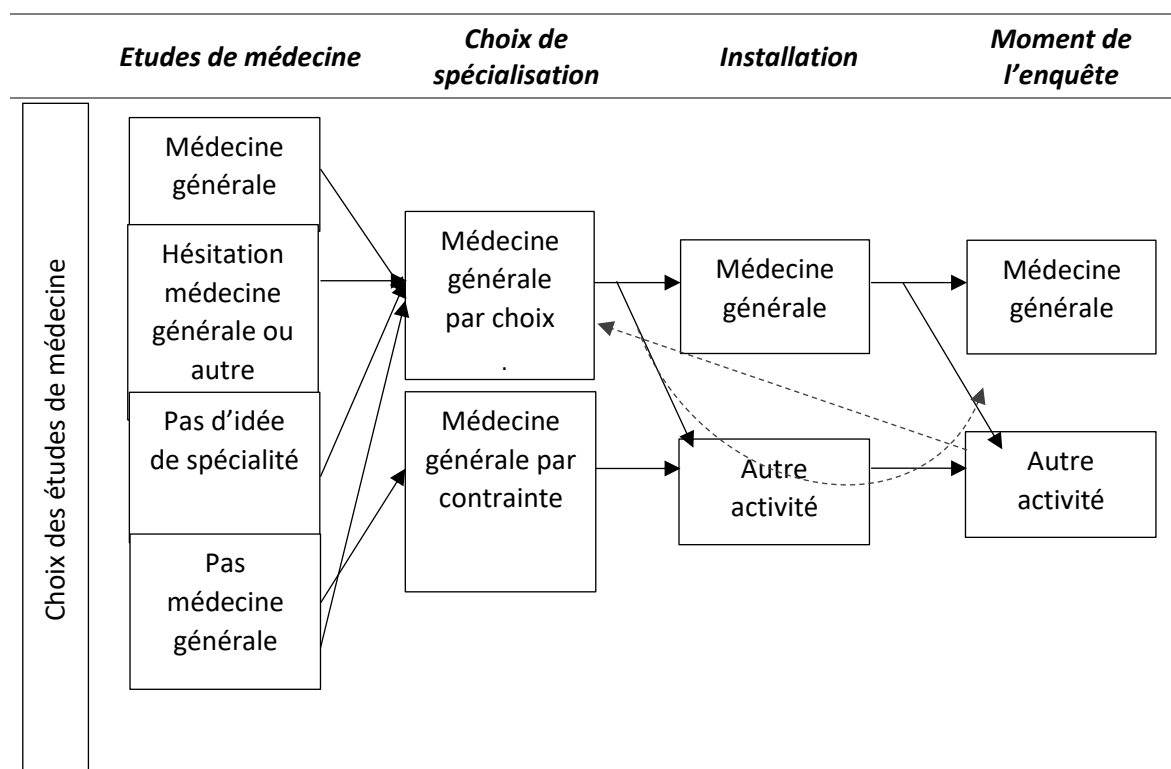 Etudes de médecine
Choix de
spécialisation
Installation
Moment de
l'enquête
Choix des études de médecine
Médecine
générale
Hésitation
médecine
générale ou
autre
Pas d'idée
de spécialité
Pas
médecine
générale
Médecine
générale
par choix
.
Médecine
générale par
contrainte
Médecine
générale
Autre
activité
Médecine
générale
Autre
activité